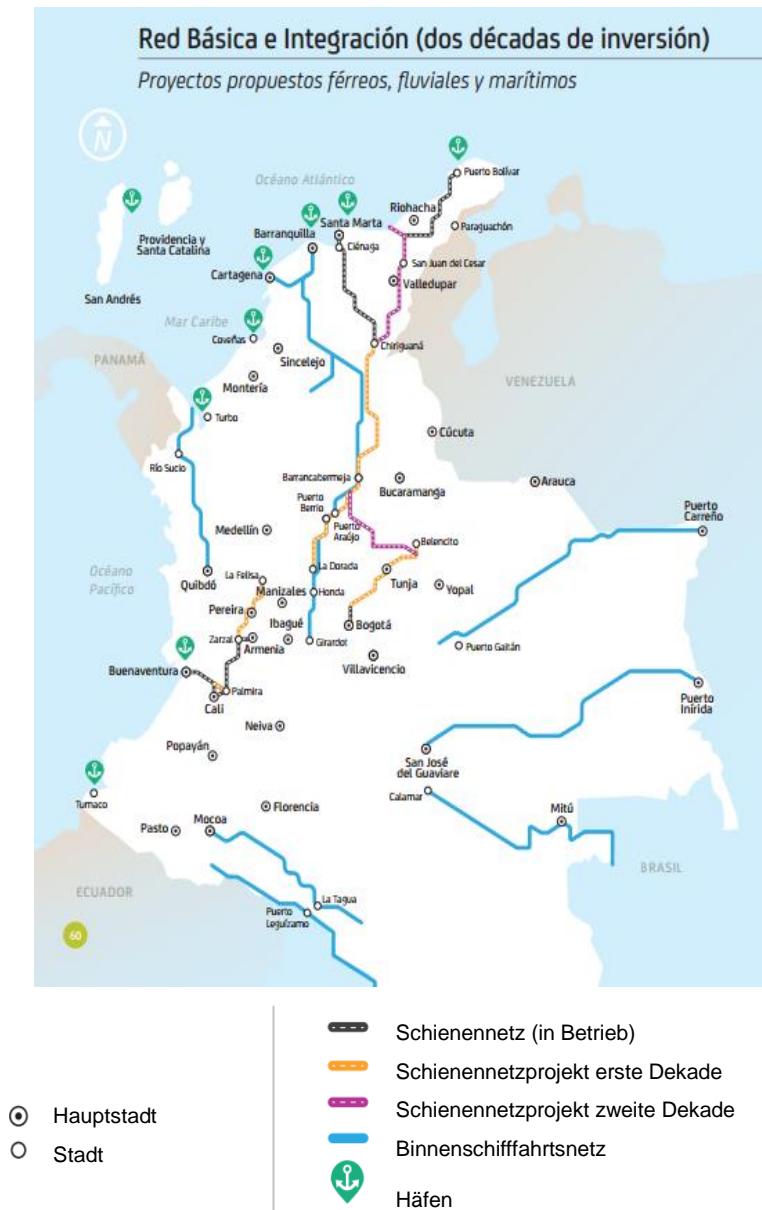 Red Básica e Integración (dos décadas de inversión)
Proyectos propuestos férreos, fluviales y marítimos
N
Puerto Bolívar
Océano Atlántico
Riohacha
Paraguachón
Santa Marta
Barranquilla
Ciénaga
Providencia y
Santa Catalina
San Juan del Cesar
Cartagena
Valledupar
San Andrés
Mar Caribe
Coveñas
Chiriguaná
Sincelejo
PANAMÁ
VENEZUELA
Montería
Turbo
Cúcuta
Río Sucio
Barrancabermeja
Bucaramanga
Arauca
Puerto
Berrio
Puerto
Carreño
Medellín
Puerto
Araújo
Belencito
Océano
Pacífico
La Dorada
Quibdó
La Felisa
Manizales
Honda
Tunja
Yopal
Pereira
Ibagué
Bogotá
Zarzal
Armenia
Girardot
Puerto Gaitán
Villavicencio
Buenaventura
Palmira
Cali
Puerto
Inírida
Neiva
Popayán
San José
del Guaviare
Calamar
Tumaco
Florencia
Mitú
Pasto
Mocoa
BRASIL
ECUADOR
La Tagua
Puerto
Leguízamo
60
Schienennetz (in Betrieb)
Schienennetzprojekt erste Dekade
Hauptstadt
Schienennetzprojekt zweite Dekade
Stadt
Binnenschifffahrtsnetz
Häfen